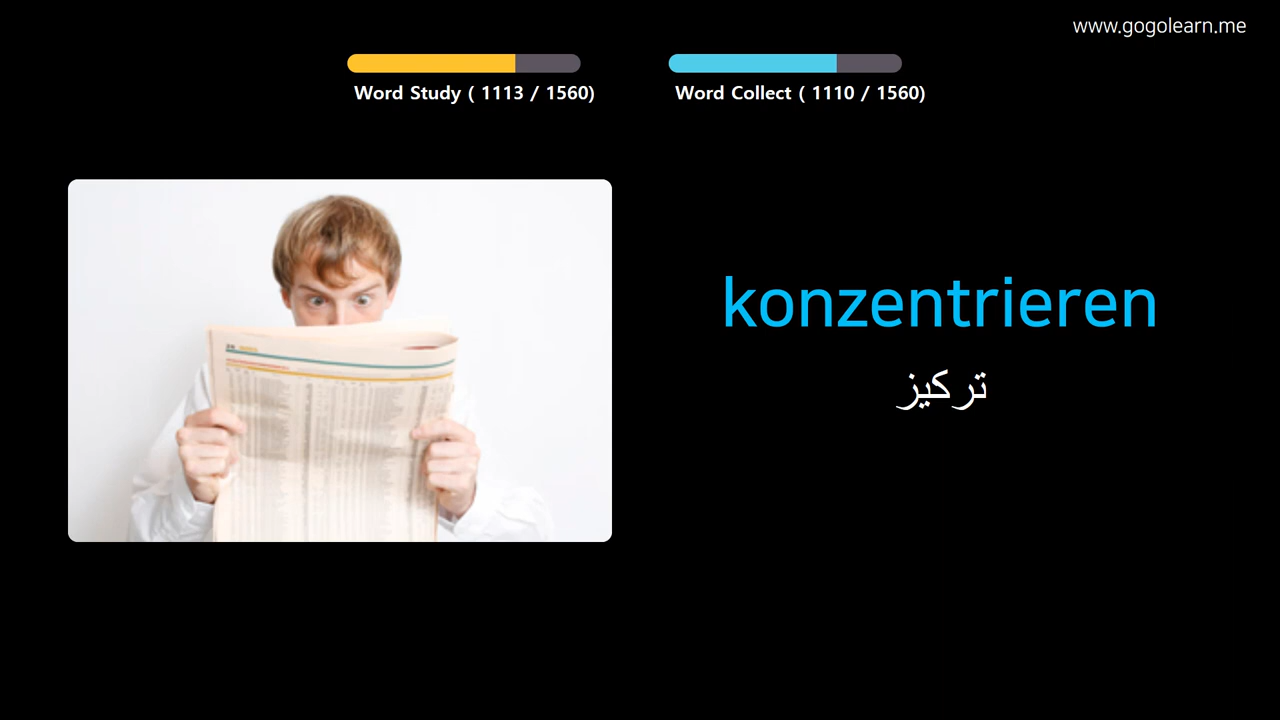 www.gogolearn.me
Word Study ( 1113 / 1560)
Word Collect ( 1110 / 1560)
konzentrieren
تركيز